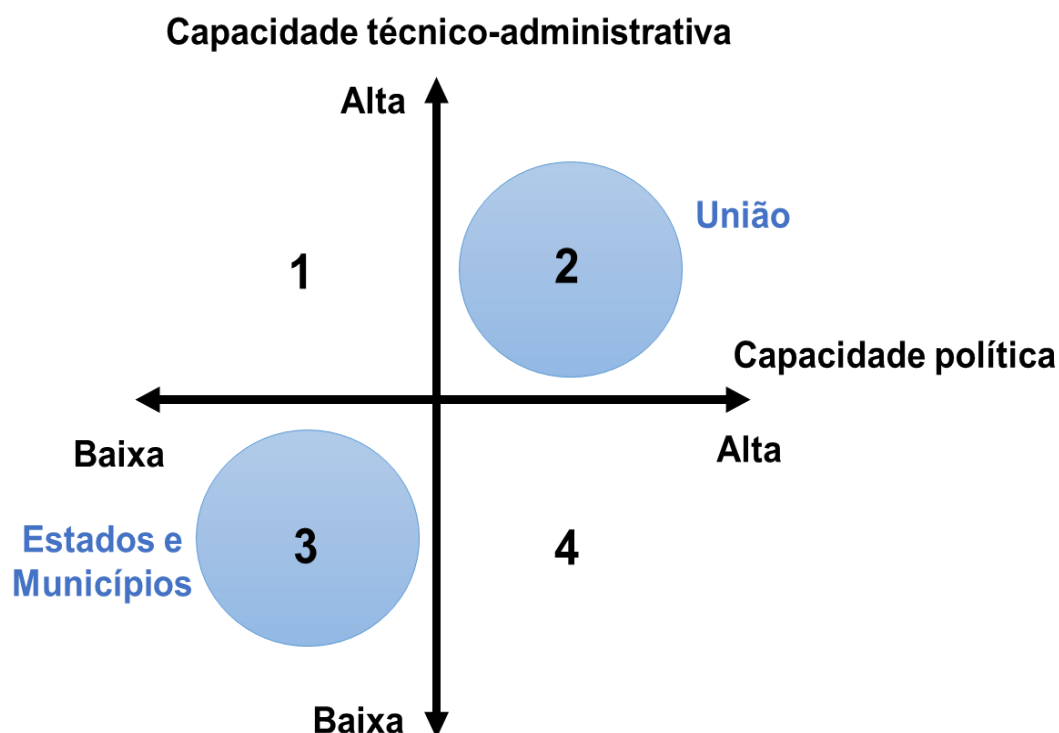 Capacidade técnico-administrativa
Alta
União
1
2
Capacidade política
Baixa
Alta
Estados e
Municípios
3
4
Baixa